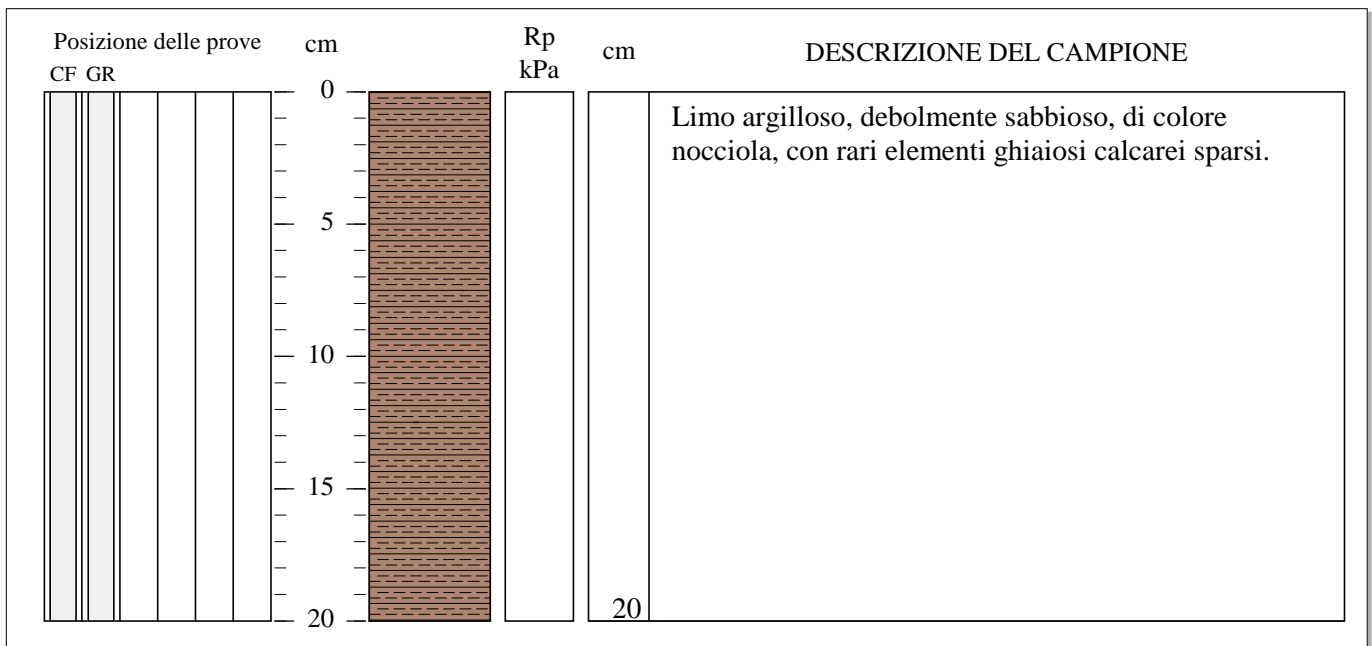 Posizione delle prove
CF GR
cm
Rp
kPa
cm
DESCRIZIONE DEL CAMPIONE
0
5
10
15
20
20
Limo argilloso, debolmente sabbioso, di colore
nocciola, con rari elementi ghiaiosi calcarei sparsi.